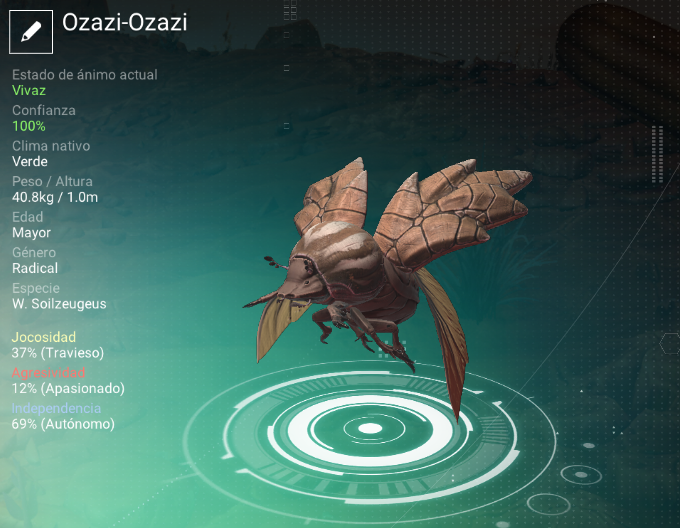 Ozazi-Ozazi
Estado de ánimo actual
Vivaz
Confianza
100%
Clima nativo
Verde
Peso / Altura
40.8kg / 1.0m
Edad
Mayor
Género
Radical
Especie
W. Soilzeugeus
Jocosidad
37% (Travieso)
Agresividad
12% (Apasionado)
Independencia
69% (Autónomo)